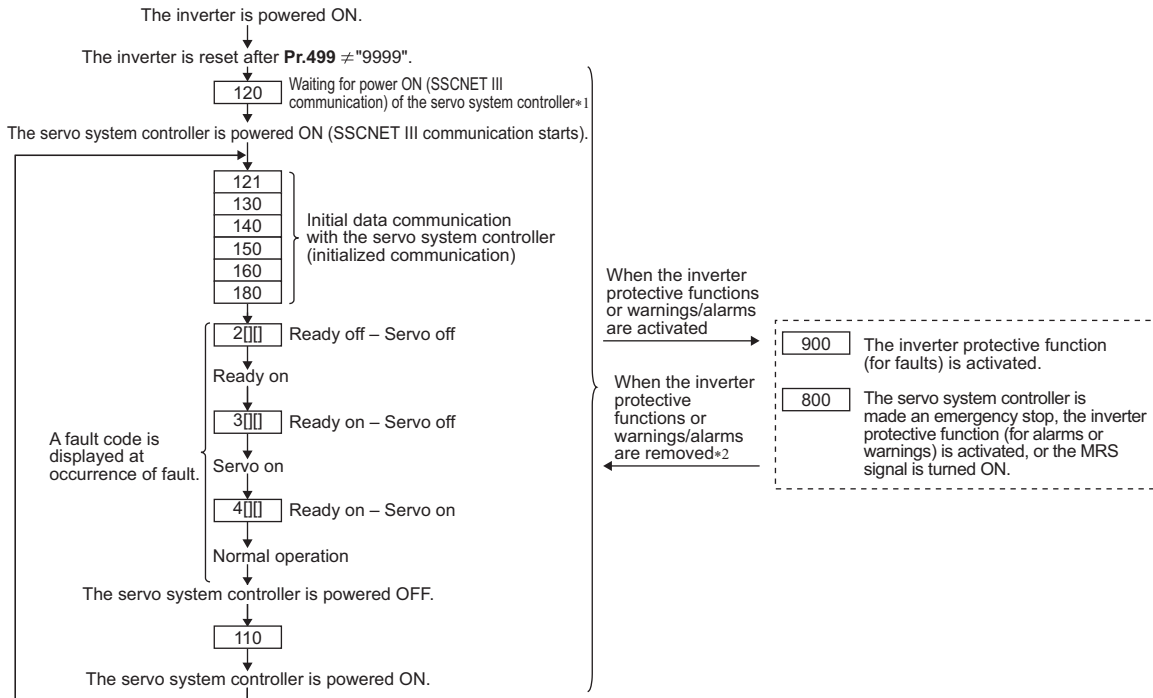 The inverter is powered ON.
The inverter is reset after Pr.499 ≠"9999".
120
Waiting for power ON (SSCNET III
communication) of the servo system controller*1
The servo system controller is powered ON (SSCNET III communication starts).
121
130
140
150
160
180
Initial data communication
with the servo system controller
(initialized communication)
2[][]
Ready off – Servo off
Ready on
3[][]
Ready on – Servo off
Servo on
4[][]
Ready on – Servo on
Normal operation
A fault code is
displayed at
occurrence of fault.
The servo system controller is powered OFF.
110
The servo system controller is powered ON.
When the inverter
protective functions
or warnings/alarms
are activated
When the inverter
protective
functions or
warnings/alarms
are removed*2
900
The inverter protective function
(for faults) is activated.
800
The servo system controller is
made an emergency stop, the inverter
protective function (for alarms or
warnings) is activated, or the MRS
signal is turned ON.